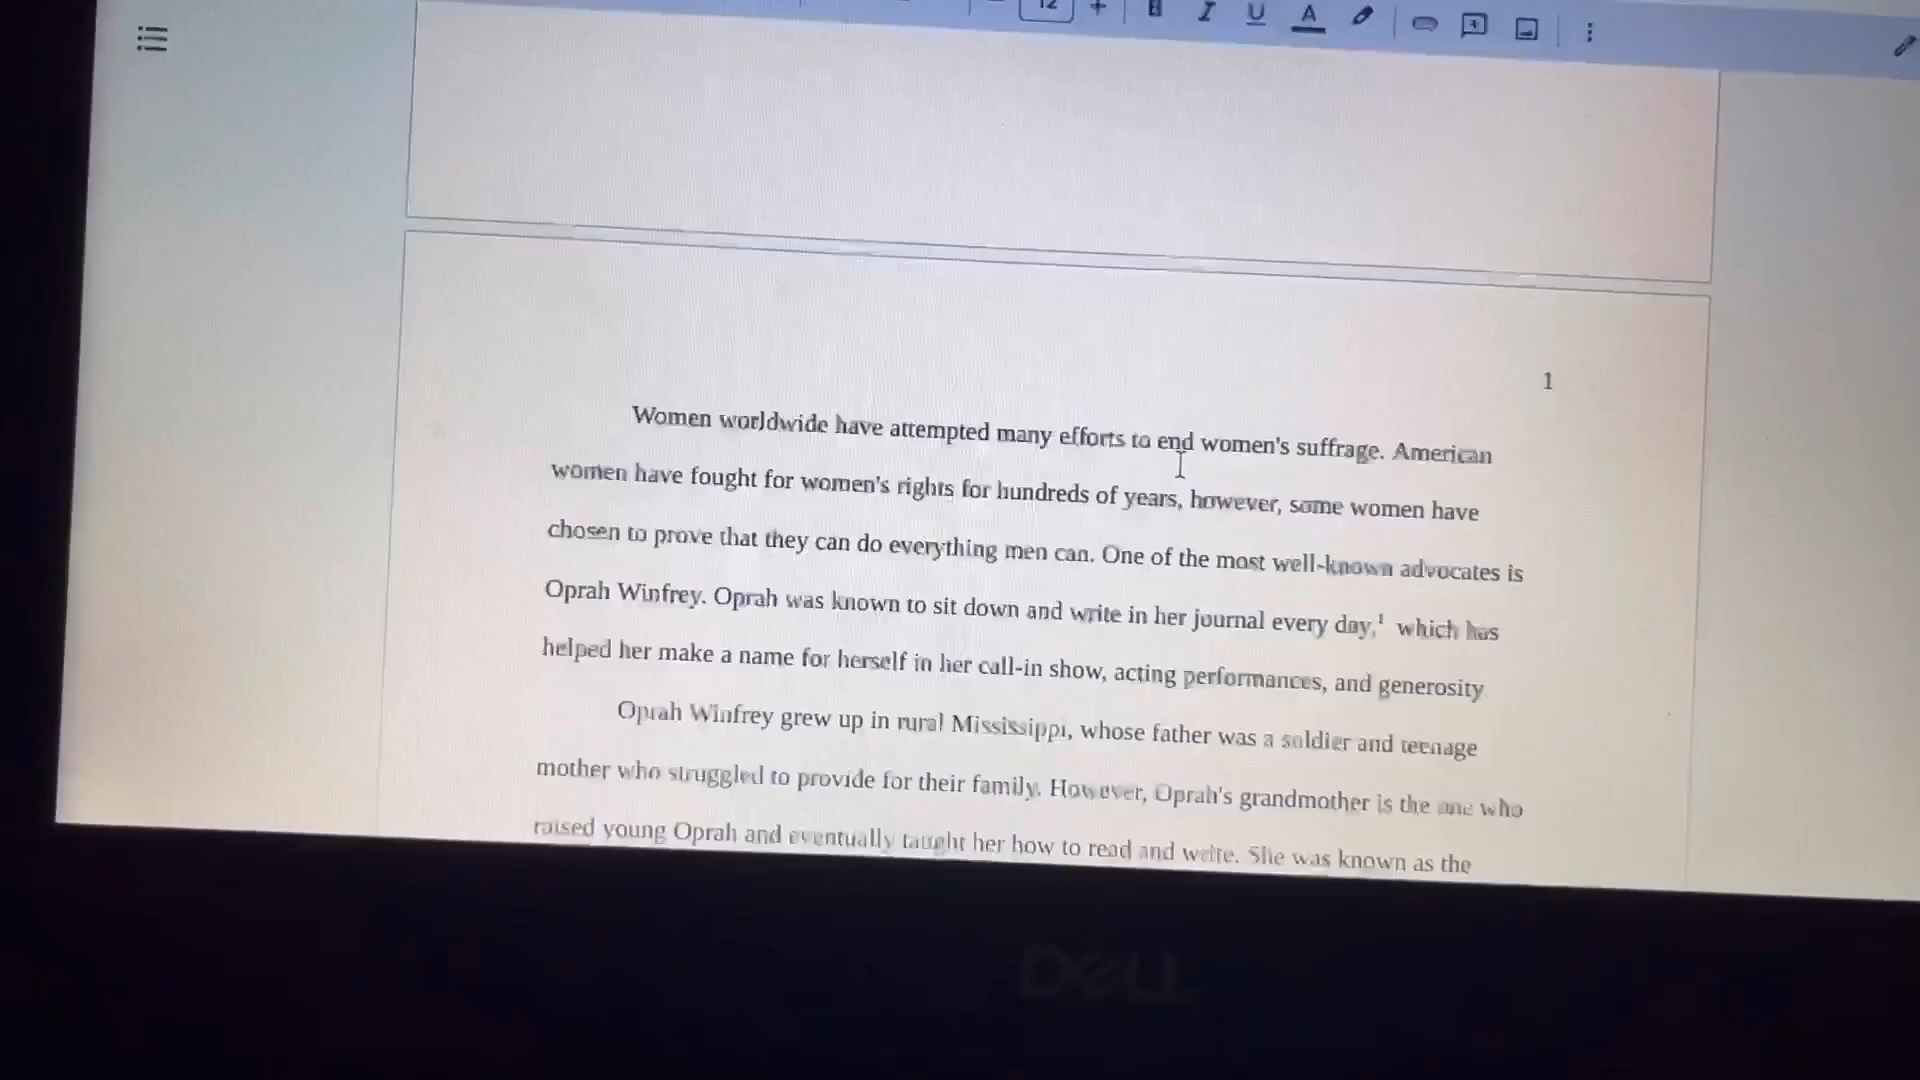 12
1
Women worldwide have attempted many efforts to end women's suffrage. American
women have fought for women's rights for hundreds of years, however, some women have
chosen to prove that they can do everything men can. One of the most well-known advocates is
Oprah Winfrey. Oprah was known to sit down and write in her journal every day,¹ which has
helped her make a name for herself in her call-in show, acting performances, and generosity.
Oprah Winfrey grew up in rural Mississippi, whose father was a soldier and teenage
mother who struggled to provide for their family. However, Oprah's grandmother is the one who
raised young Oprah and eventually taught her how to read and write. She was known as the
DELL